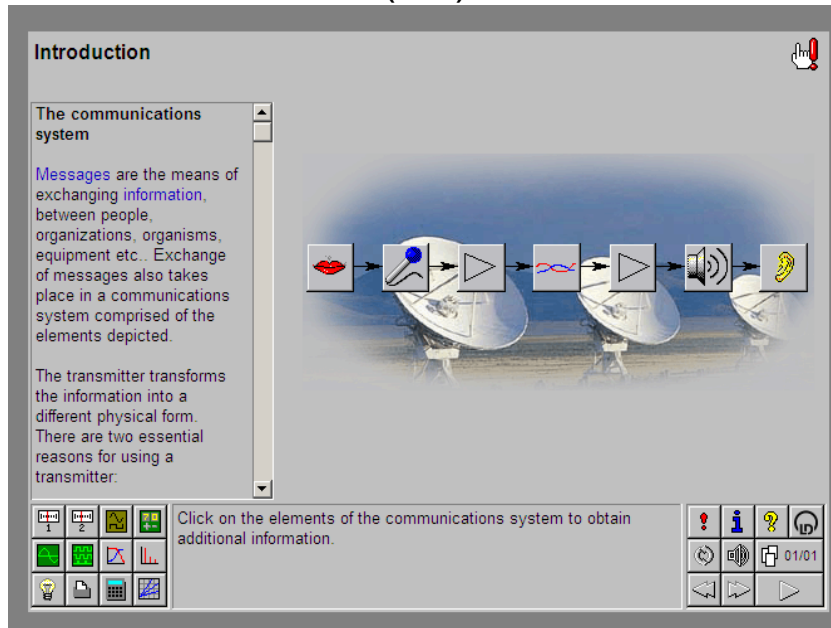 Introduction
The communications
system
Messages are the means of
exchanging information,
between people,
organizations, organisms,
equipment etc.. Exchange
of messages also takes
place in a communications
system comprised of the
elements depicted.
The transmitter transforms
the information into a
different physical form.
There are two essential
reasons for using a
transmitter:
Click on the elements of the communications system to obtain
additional information.
1
2
01/01